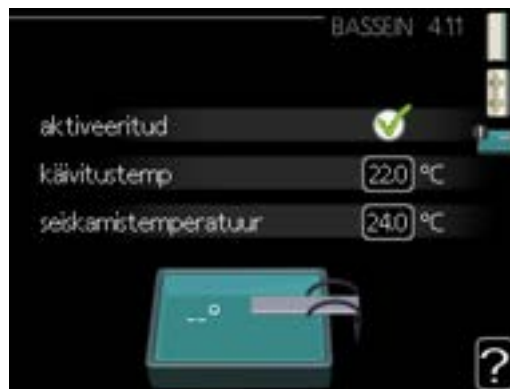 BASSEIN 4.11
aktiveeritud
käivitustemp 22.0 °C
seiskamistemperatuur 24.0 °C
--°
?